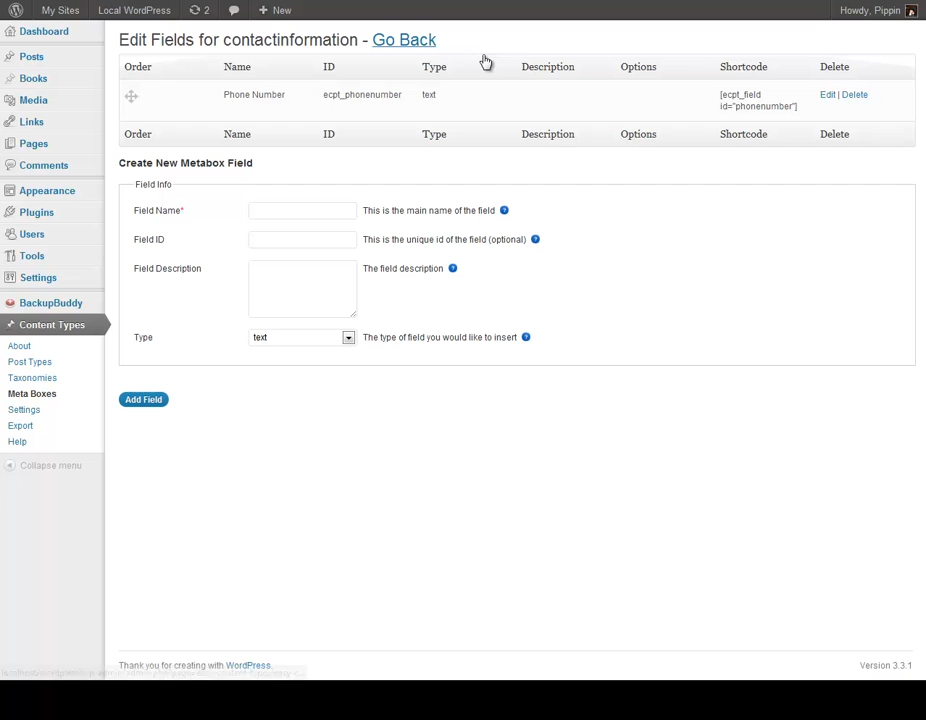 My Sites Local WordPress 2 New Howdy, Pippin
Dashboard
Posts
Books
Media
Links
Pages
Comments
Appearance
Plugins
Users
Tools
Settings
BackupBuddy
Content Types
About
Post Types
Taxonomies
Meta Boxes
Settings
Export
Help
Collapse menu
Edit Fields for contactinformation - Go Back
Order Name ID Type Description Options Shortcode Delete
Phone Number ecpt_phonenumber text [ecpt_field Edit | Delete
id="phonenumber"]
Order Name ID Type Description Options Shortcode Delete
Create New Metabox Field
Field Info
Field Name* This is the main name of the field ?
Field ID This is the unique id of the field (optional) ?
Field Description The field description ?
Type text The type of field you would like to insert ?
Add Field
Thank you for creating with WordPress. Version 3.3.1